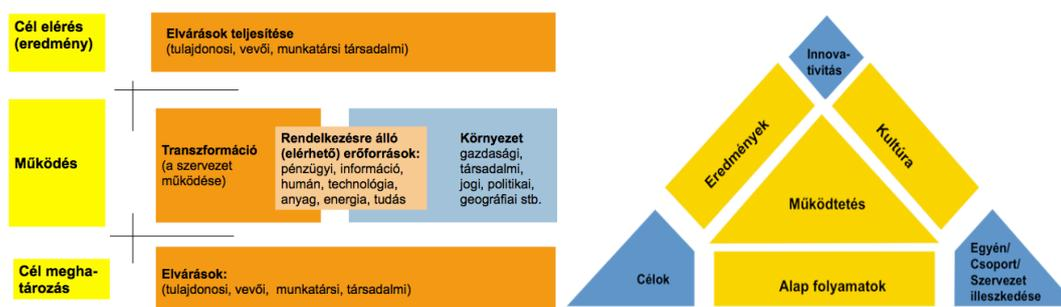 Cél elérés
(eredmény)
Elvárások teljesítése
(tulajdonosi, vevői, munkatársi társadalmi)
Működés
Transzformáció
(a szervezet
működése)
Rendelkezésre álló
(elérhető) erőforrások:
pénzügyi, információ,
humán, technológia,
anyag, energia, tudás
Környezet
gazdasági,
társadalmi,
jogi, politikai,
geográfiai stb.
Cél megha-
tározás
Elvárások:
(tulajdonosi, vevői, munkatársi, társadalmi)
Innova-
tivitás
Eredmények
Kultúra
Működtetés
Célok
Alap folyamatok
Egyén/
Csoport/
Szervezet
illeszkedése